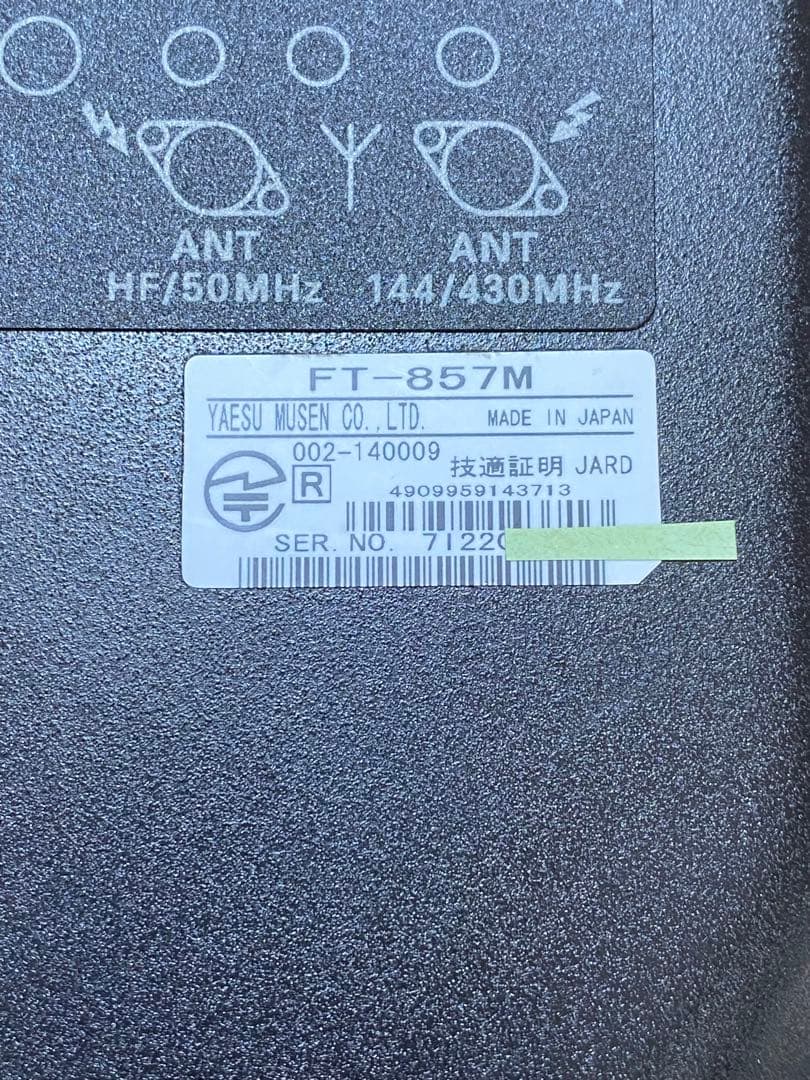 ANT
HF/50MHz
ANT
144/430MHz
FT-857M
YAESU MUSEN CO.,LTD. MADE IN JAPAN
002-140009
R 技適証明 JARD
4909959143713
SER. NO. 7I220